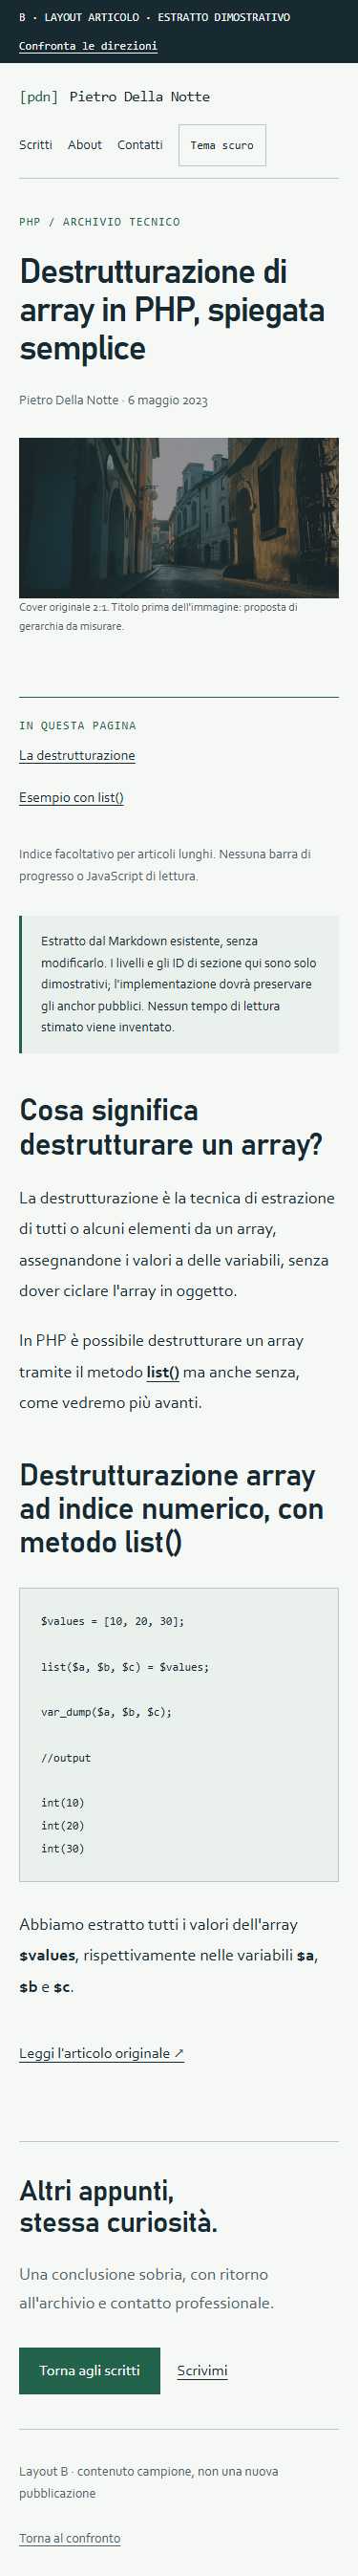 B · LAYOUT ARTICOLO · ESTRATTO DIMOSTRATIVO
Confronta le direzioni
[pdn] Pietro Della Notte
Scritti About Contatti Tema scuro
PHP / ARCHIVIO TECNICO
Destrutturazione di
array in PHP, spiegata
semplice
Pietro Della Notte · 6 maggio 2023
Cover originale 2:1. Titolo prima dell'immagine: proposta di
gerarchia da misurare.
IN QUESTA PAGINA
La destrutturazione
Esempio con list()
Indice facoltativo per articoli lunghi. Nessuna barra di
progresso o JavaScript di lettura.
Estratto dal Markdown esistente, senza
modificarlo. I livelli e gli ID di sezione qui sono solo
dimostrativi; l'implementazione dovrà preservare
gli anchor pubblici. Nessun tempo di lettura
stimato viene inventato.
Cosa significa
destrutturare un array?
La destrutturazione è la tecnica di estrazione
di tutti o alcuni elementi da un array,
assegnandone i valori a delle variabili, senza
dover ciclare l'array in oggetto.
In PHP è possibile destrutturare un array
tramite il metodo list() ma anche senza,
come vedremo più avanti.
Destrutturazione array
ad indice numerico, con
metodo list()
$values = [10, 20, 30];
list($a, $b, $c) = $values;
var_dump($a, $b, $c);
//output
int(10)
int(20)
int(30)
Abbiamo estratto tutti i valori dell'array
$values, rispettivamente nelle variabili $a,
$b e $c.
Leggi l'articolo originale ↗
Altri appunti,
stessa curiosità.
Una conclusione sobria, con ritorno
all'archivio e contatto professionale.
Torna agli scritti Scrivimi
Layout B · contenuto campione, non una nuova
pubblicazione
Torna al confronto